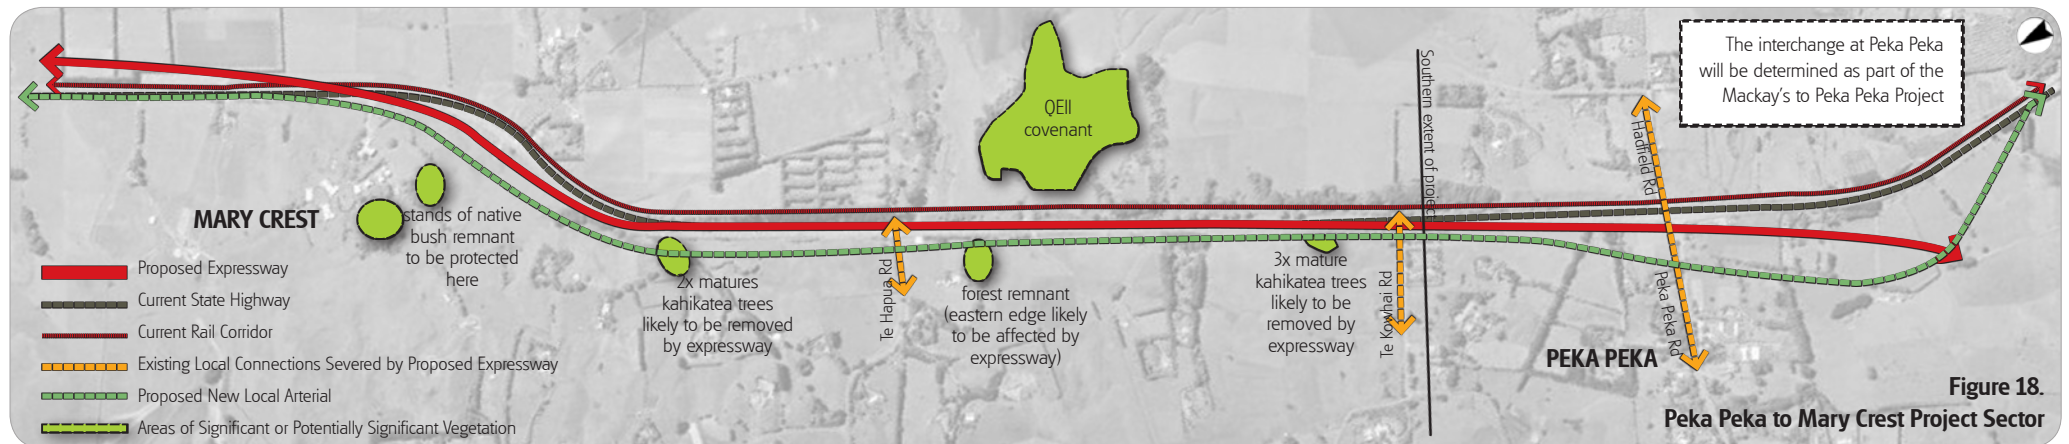 The interchange at Peka Peka
will be determined as part of the
Mackay's to Peka Peka Project
QEII
covenant
Southern extent of project
Hadfield Rd
MARY CREST
stands of native
bush remnant
to be protected
here
2x matures
kahikatea trees
likely to be removed
by expressway
Te Hapua Rd
forest remnant
(eastern edge likely
to be affected by
expressway)
3x mature
kahikatea trees
likely to be
removed by
expressway
Te Kowhai Rd
Peka Peka Rd
PEKA PEKA
Proposed Expressway
Current State Highway
Current Rail Corridor
Existing Local Connections Severed by Proposed Expressway
Proposed New Local Arterial
Areas of Significant or Potentially Significant Vegetation
Figure 18.
Peka Peka to Mary Crest Project Sector